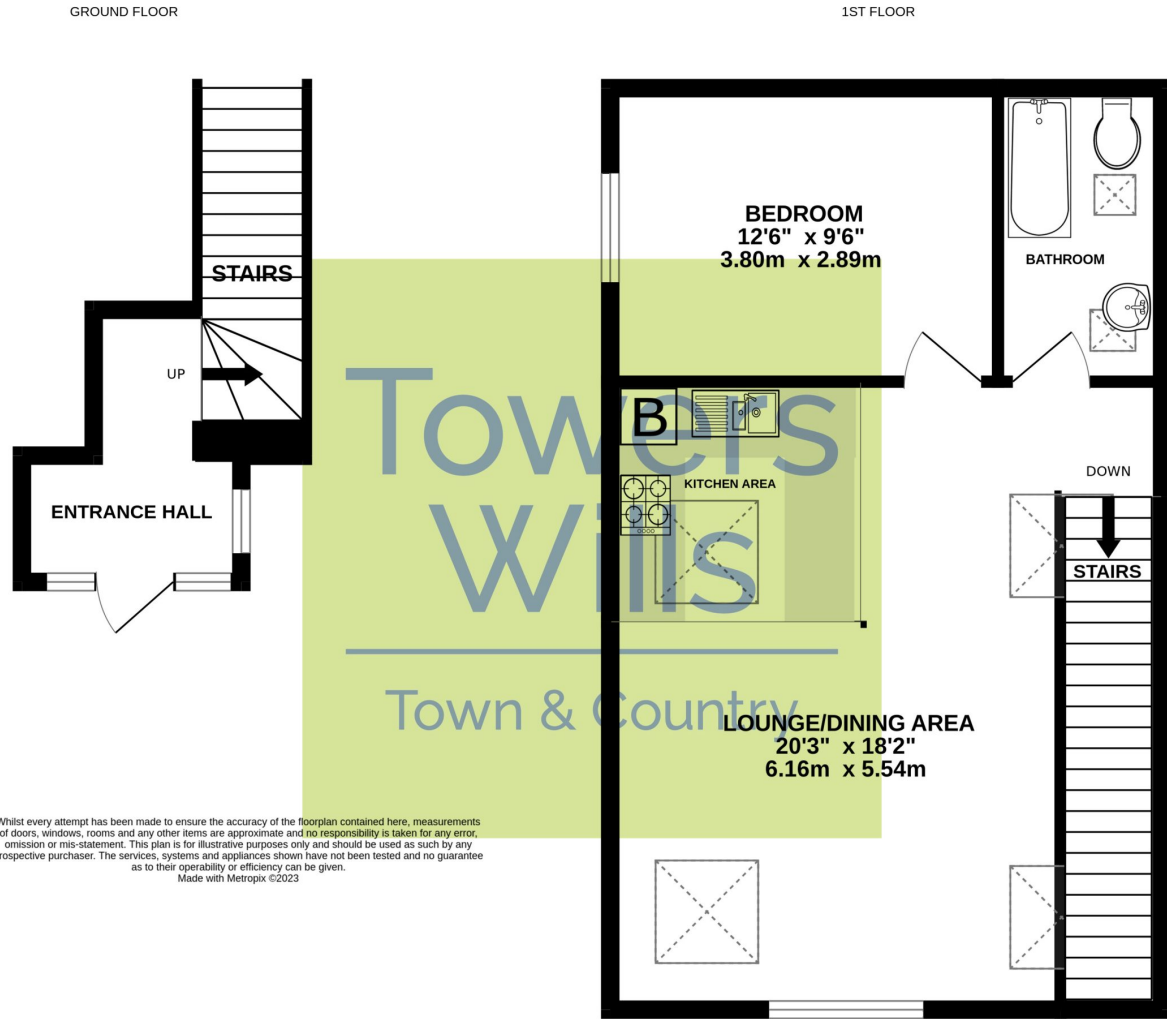 GROUND FLOOR
1ST FLOOR
STAIRS
UP
ENTRANCE HALL
BEDROOM
12'6" x 9'6"
3.80m x 2.89m
BATHROOM
B
KITCHEN AREA
DOWN
STAIRS
LOUNGE/DINING AREA
20'3" x 18'2"
6.16m x 5.54m
Towers
Wills
Town & Country
Whilst every attempt has been made to ensure the accuracy of the floorplan contained here, measurements
of doors, windows, rooms and any other items are approximate and no responsibility is taken for any error,
omission or mis-statement. This plan is for illustrative purposes only and should be used as such by any
rospective purchaser. The services, systems and appliances shown have not been tested and no guarantee
as to their operability or efficiency can be given.
Made with Metropix ©2023